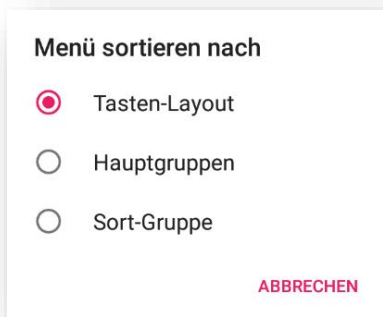 Menü sortieren nach
Tasten-Layout
Hauptgruppen
Sort-Gruppe
ABBRECHEN